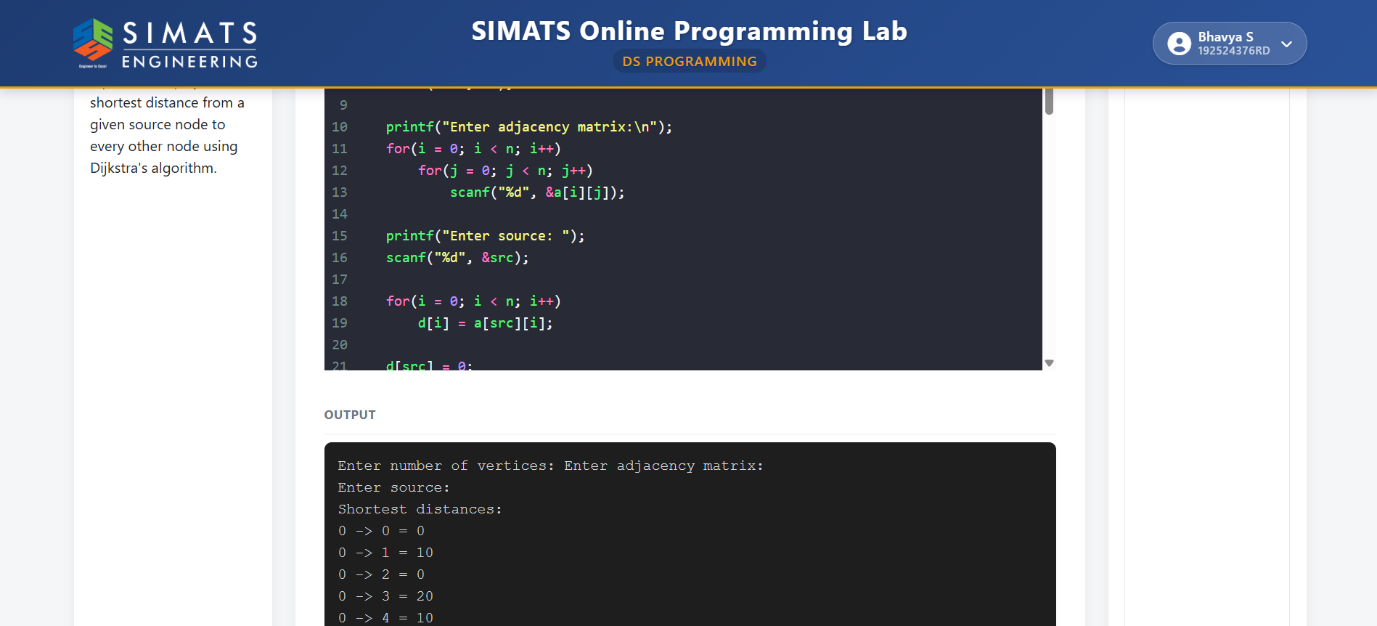 SIMATS
ENGINEERING
Engineer to Excel
SIMATS Online Programming Lab
DS PROGRAMMING
Bhavya S
192524376RD
shortest distance from a
given source node to
every other node using
Dijkstra's algorithm.
9
10 printf("Enter adjacency matrix:\n");
11 for(i = 0; i < n; i++)
12 for(j = 0; j < n; j++)
13 scanf("%d", &a[i][j]);
14
15 printf("Enter source: ");
16 scanf("%d", &src);
17
18 for(i = 0; i < n; i++)
19 d[i] = a[src][i];
20
21 d[src] = 0;
OUTPUT
Enter number of vertices: Enter adjacency matrix:
Enter source:
Shortest distances:
0 -> 0 = 0
0 -> 1 = 10
0 -> 2 = 0
0 -> 3 = 20
0 -> 4 = 10